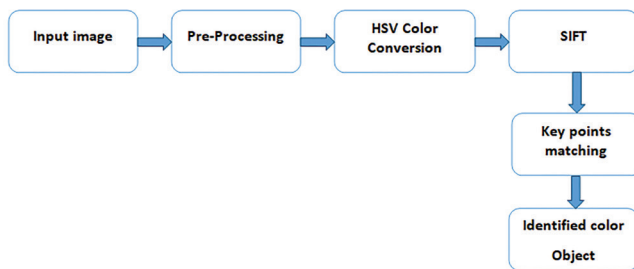 Input image
Pre-Processing
HSV Color
Conversion
SIFT
Key points
matching
Identified color
Object